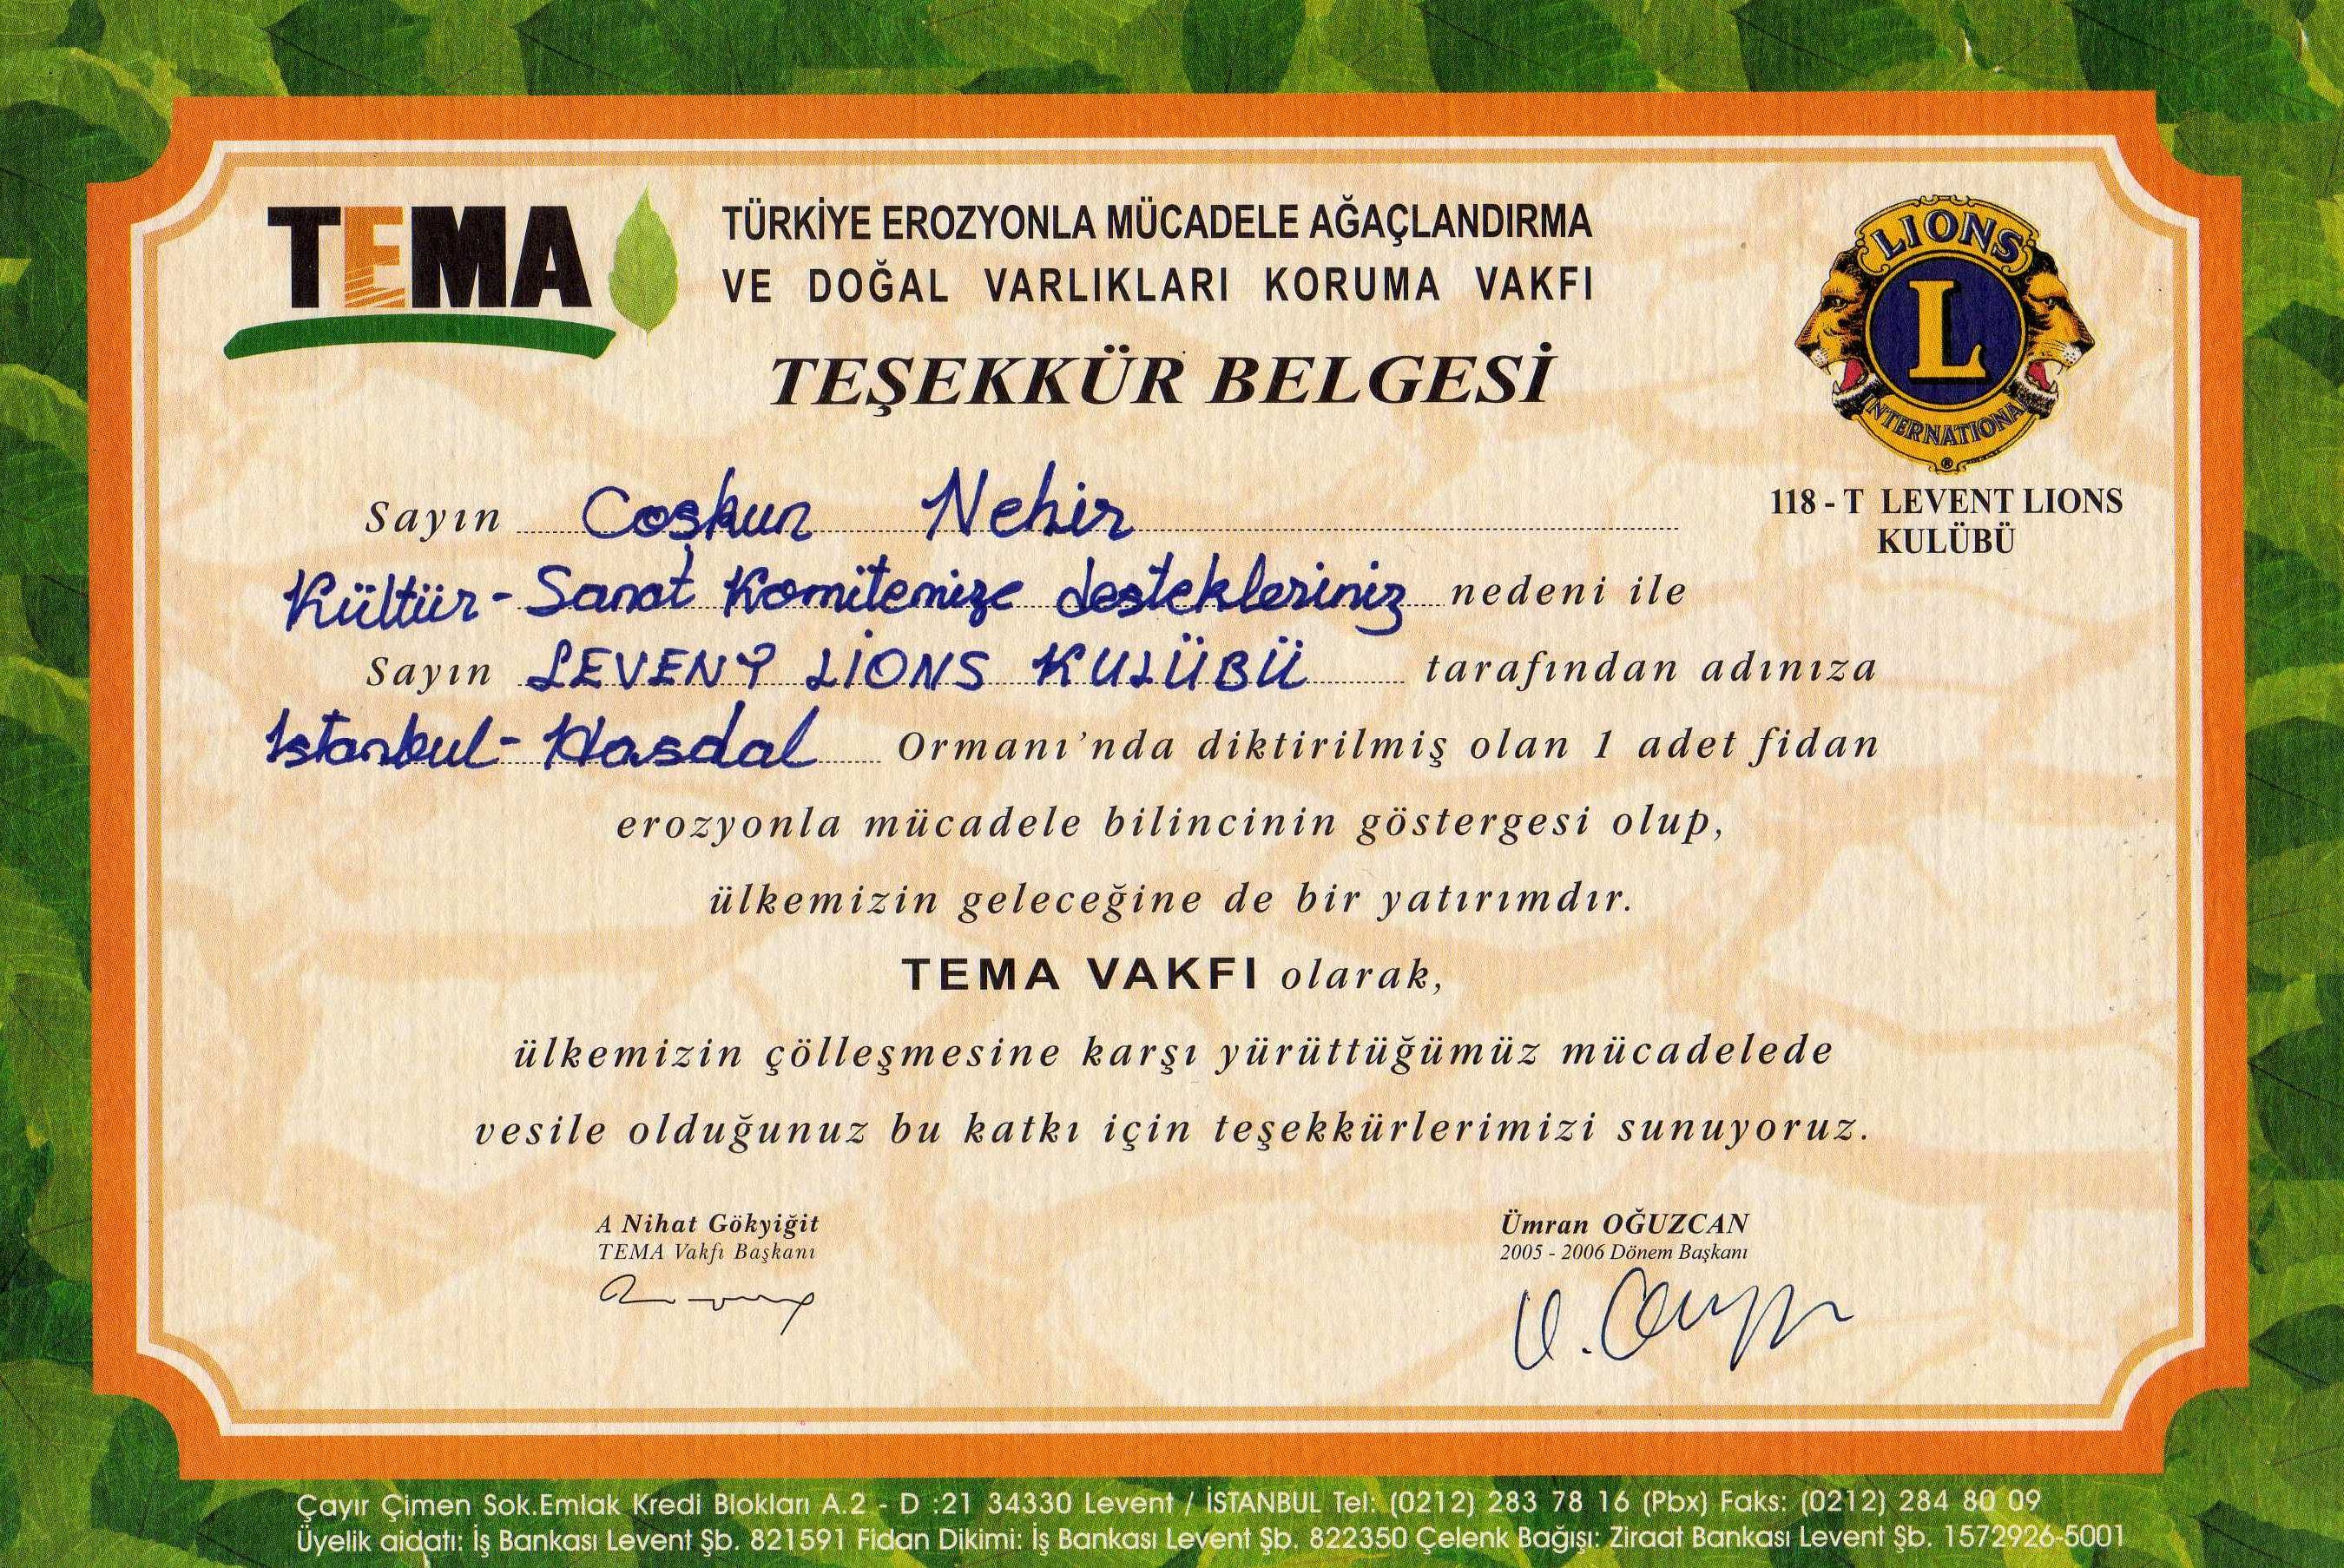 TEMA
TÜRKİYE EROZYONLA MÜCADELE AĞAÇLANDIRMA
VE DOĞAL VARLIKLARI KORUMA VAKFI
TEŞEKKÜR BELGESİ
LIONS
L
INTERNATIONAL
®
118 - T LEVENT LIONS
KULÜBÜ
Sayın Coşkun Nehir
Kültür-Sanat Komitemize destekleriniz nedeni ile
Sayın LEVENT LİONS KULÜBÜ tarafından adınıza
İstanbul-Hasdal Ormanı'nda diktirilmiş olan 1 adet fidan
erozyonla mücadele bilincinin göstergesi olup,
ülkemizin geleceğine de bir yatırımdır.
TEMA VAKFI olarak,
ülkemizin çölleşmesine karşı yürüttüğümüz mücadelede
vesile olduğunuz bu katkı için teşekkürlerimizi sunuyoruz.
A Nihat Gökyiğit
TEMA Vakfı Başkanı
Ümran OĞUZCAN
2005 - 2006 Dönem Başkanı
Çayır Çimen Sok.Emlak Kredi Blokları A.2 - D :21 34330 Levent / İSTANBUL Tel: (0212) 283 78 16 (Pbx) Faks: (0212) 284 80 09
Üyelik aidatı: İş Bankası Levent Şb. 821591 Fidan Dikimi: İş Bankası Levent Şb. 822350 Çelenk Bağışı: Ziraat Bankası Levent Şb. 1572926-5001